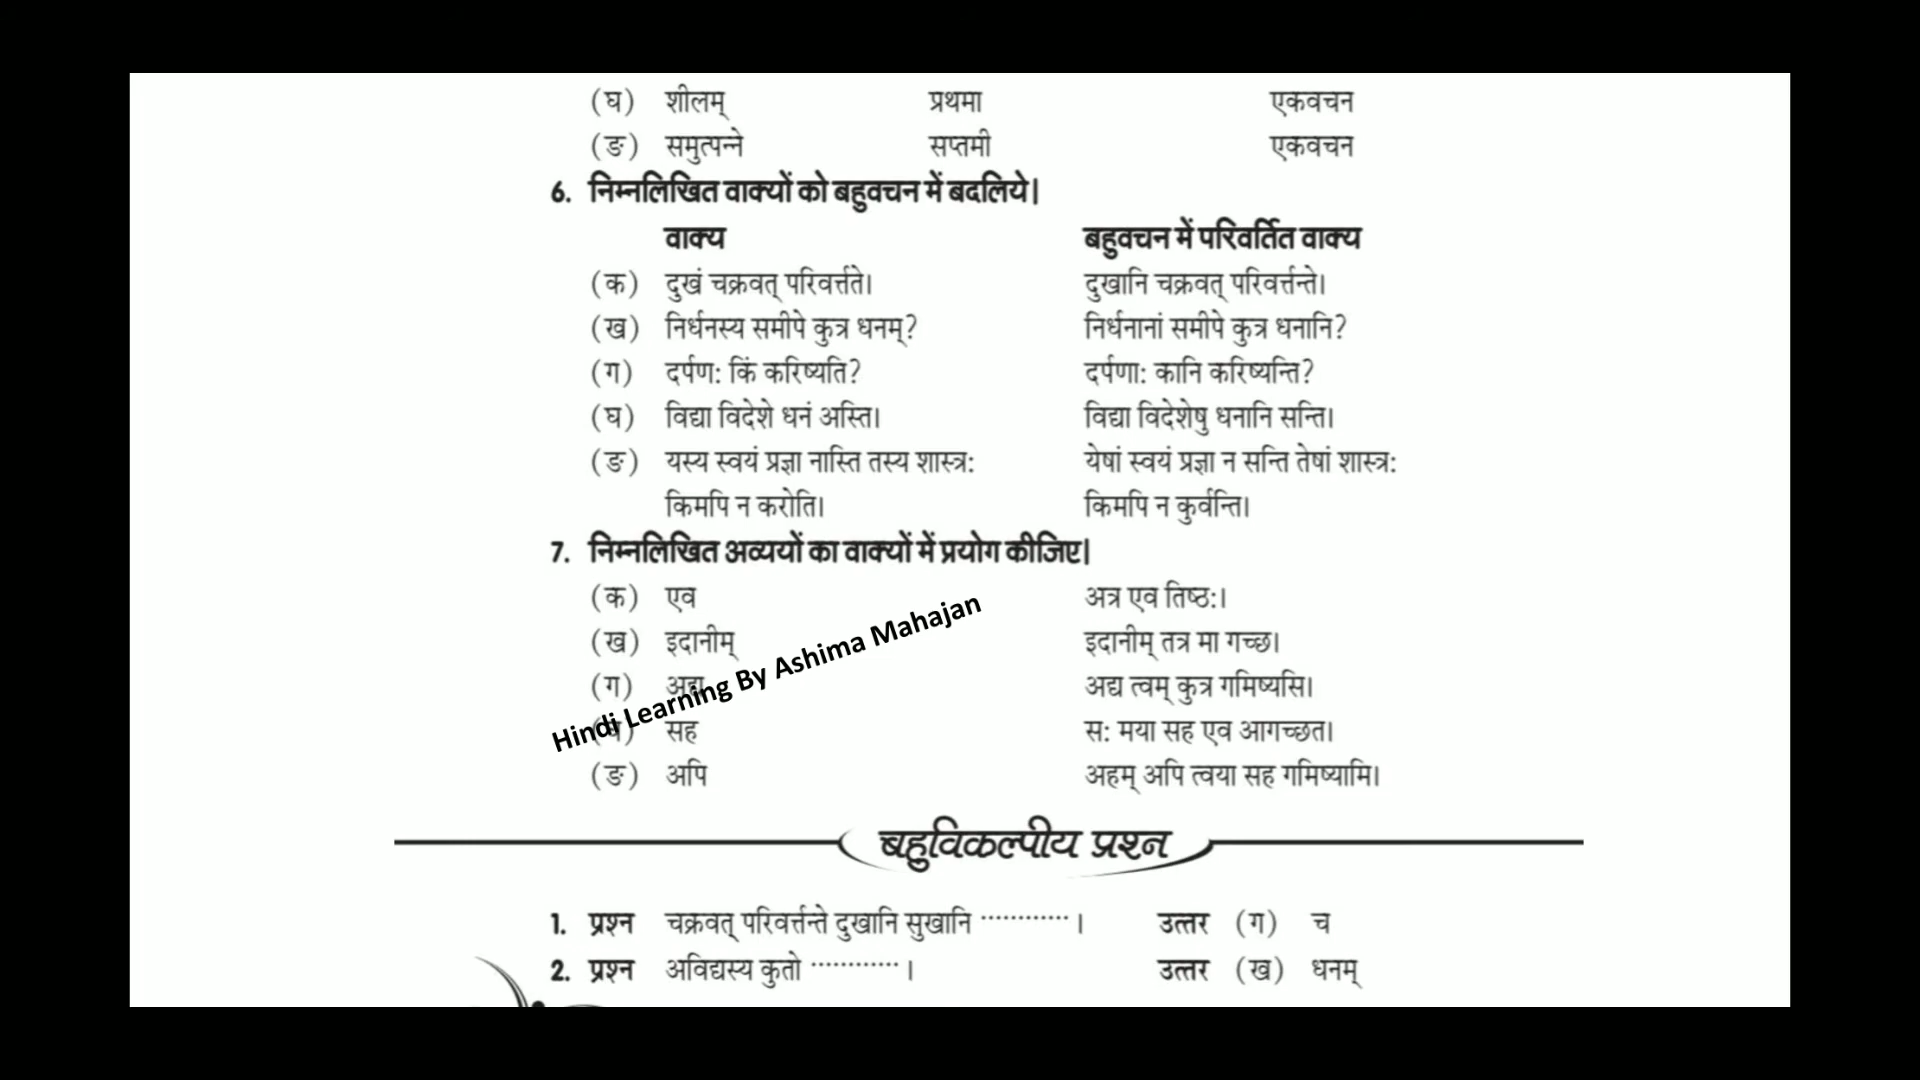 (घ) शीलम् प्रथमा एकवचन
(ङ) समुत्पन्ने सप्तमी एकवचन
6. निम्नलिखित वाक्यों को बहुवचन में बदलिये।
वाक्य बहुवचन में परिवर्तित वाक्य
(क) दुखं चक्रवत् परिवर्त्तते। दुखानि चक्रवत् परिवर्त्तन्ते।
(ख) निर्धनस्य समीपे कुत्र धनम्? निर्धनानां समीपे कुत्र धनानि?
(ग) दर्पण: किं करिष्यति? दर्पणा: कानि करिष्यन्ति?
(घ) विद्या विदेशे धनं अस्ति। विद्या विदेशेषु धनानि सन्ति।
(ङ) यस्य स्वयं प्रज्ञा नास्ति तस्य शास्त्र: येषां स्वयं प्रज्ञा न सन्ति तेषां शास्त्र:
किमपि न करोति। किमपि न कुर्वन्ति।
7. निम्नलिखित अव्ययों का वाक्यों में प्रयोग कीजिए।
(क) एव अत्र एव तिष्ठ:।
(ख) इदानीम् इदानीम् तत्र मा गच्छ।
(ग) अद्य अद्य त्वम् कुत्र गमिष्यसि।
(घ) सह स: मया सह एव आगच्छत।
(ङ) अपि अहम् अपि त्वया सह गमिष्यामि।
Hindi Learning By Ashima Mahajan
बहुविकल्पीय प्रश्न
1. प्रश्न चक्रवत् परिवर्त्तन्ते दुखानि सुखानि ············। उत्तर (ग) च
2. प्रश्न अविद्यस्य कुतो ············। उत्तर (ख) धनम्